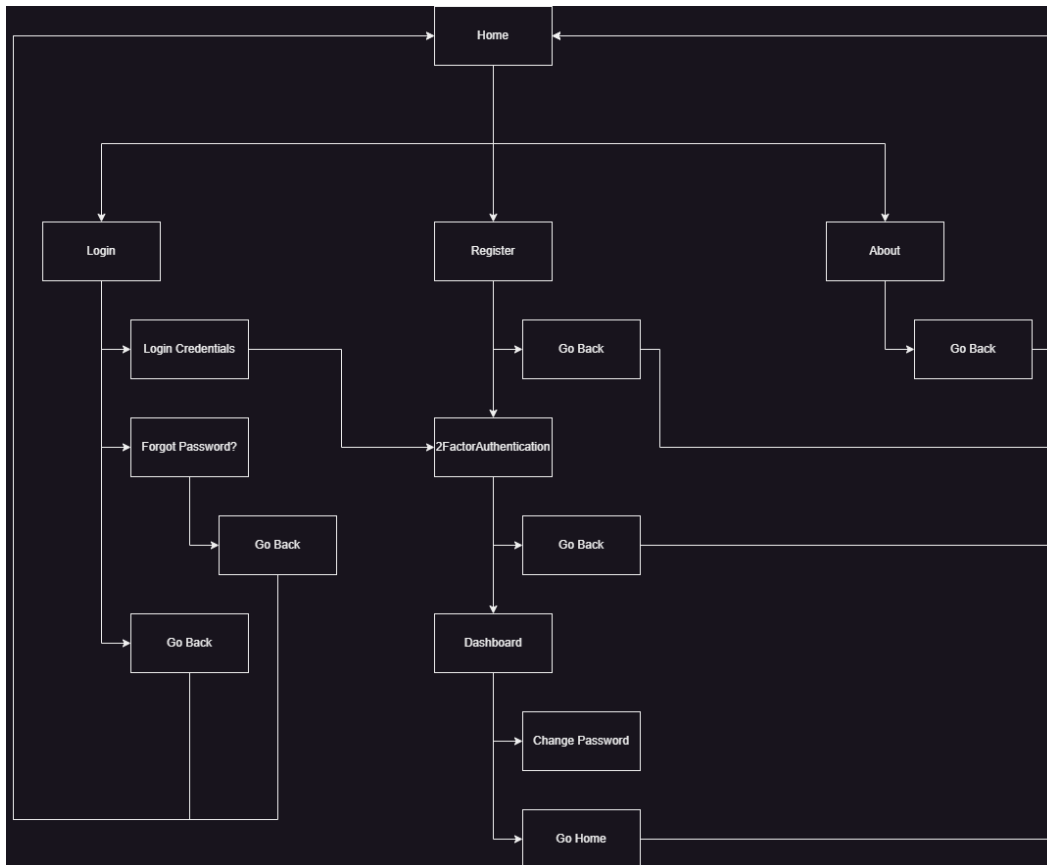 Home
Login
Register
About
Login Credentials
Go Back
Go Back
Forgot Password?
2FactorAuthentication
Go Back
Go Back
Go Back
Dashboard
Change Password
Go Home